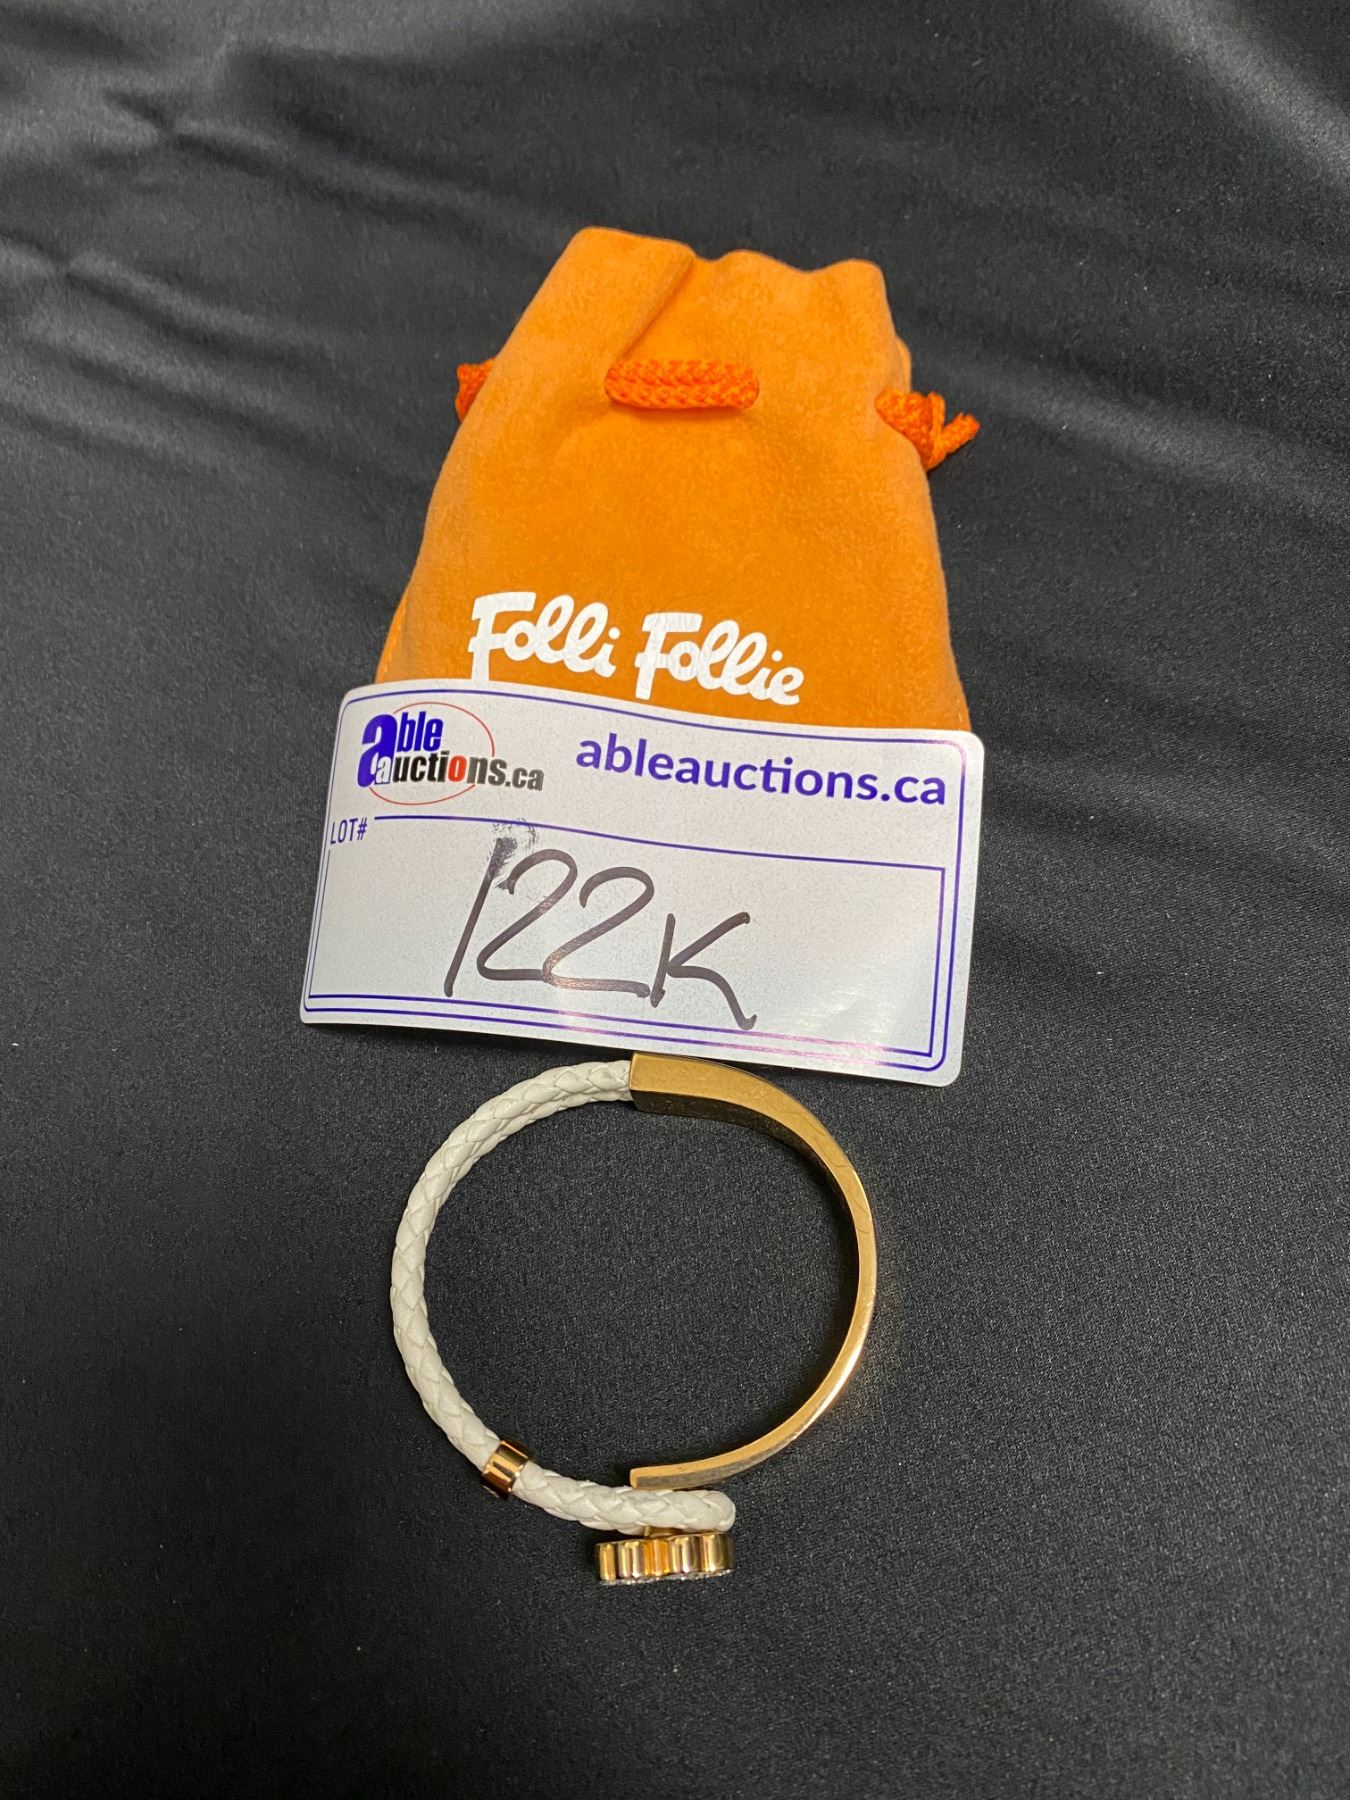 Folli Follie
able auctions.ca
ableauctions.ca
LOT#
122K